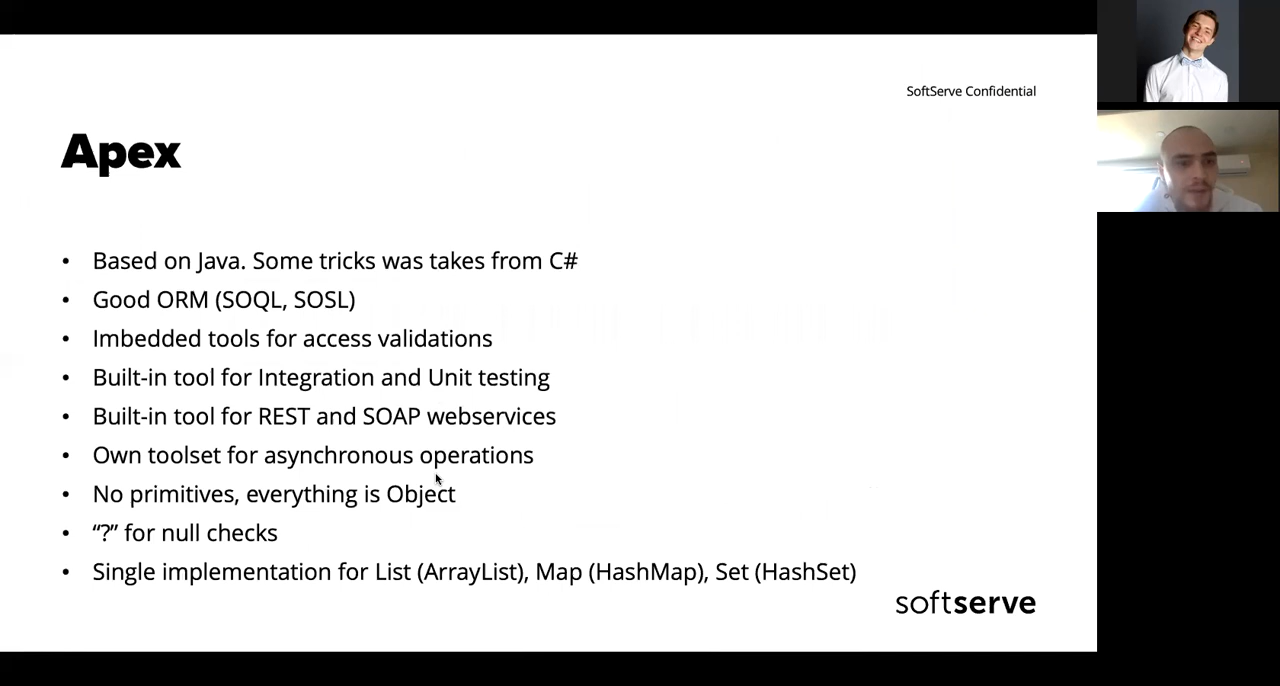 SoftServe Confidential
Apex
• Based on Java. Some tricks was takes from C#
• Good ORM (SOQL, SOSL)
• Imbedded tools for access validations
• Built-in tool for Integration and Unit testing
• Built-in tool for REST and SOAP webservices
• Own toolset for asynchronous operations
• No primitives, everything is Object
• “?” for null checks
• Single implementation for List (ArrayList), Map (HashMap), Set (HashSet)
softserve